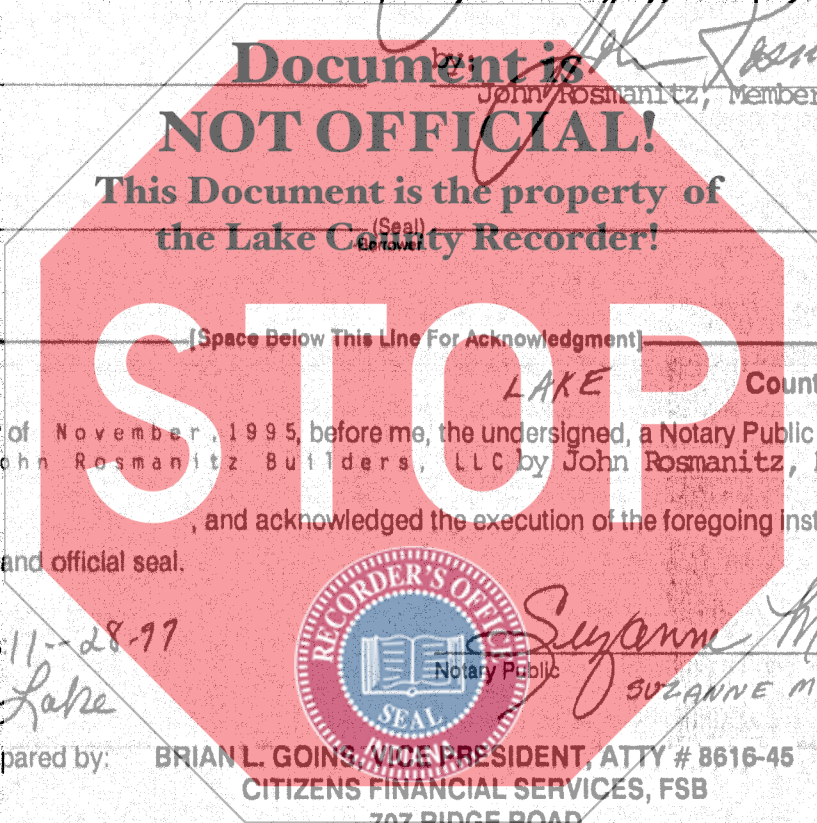 by:
John Rosmanitz, Member
Document is
NOT OFFICIAL!
This Document is the property of
the Lake County Recorder!
(Seal)
Borrower
[Space Below This Line For Acknowledgment]
STOP
LAKE Count
of November, 1995, before me, the undersigned, a Notary Public
ohn Rosmanitz Builders, LLC by John Rosmanitz,
, and acknowledged the execution of the foregoing inst
and official seal.
11-28-97
Suzanne M
Notary Public
SUZANNE M
Lake
RECORDER'S OFFICE
SEAL
pared by: BRIAN L. GOING, VICE PRESIDENT, ATTY # 8616-45
CITIZENS FINANCIAL SERVICES, FSB
707 RIDGE ROAD